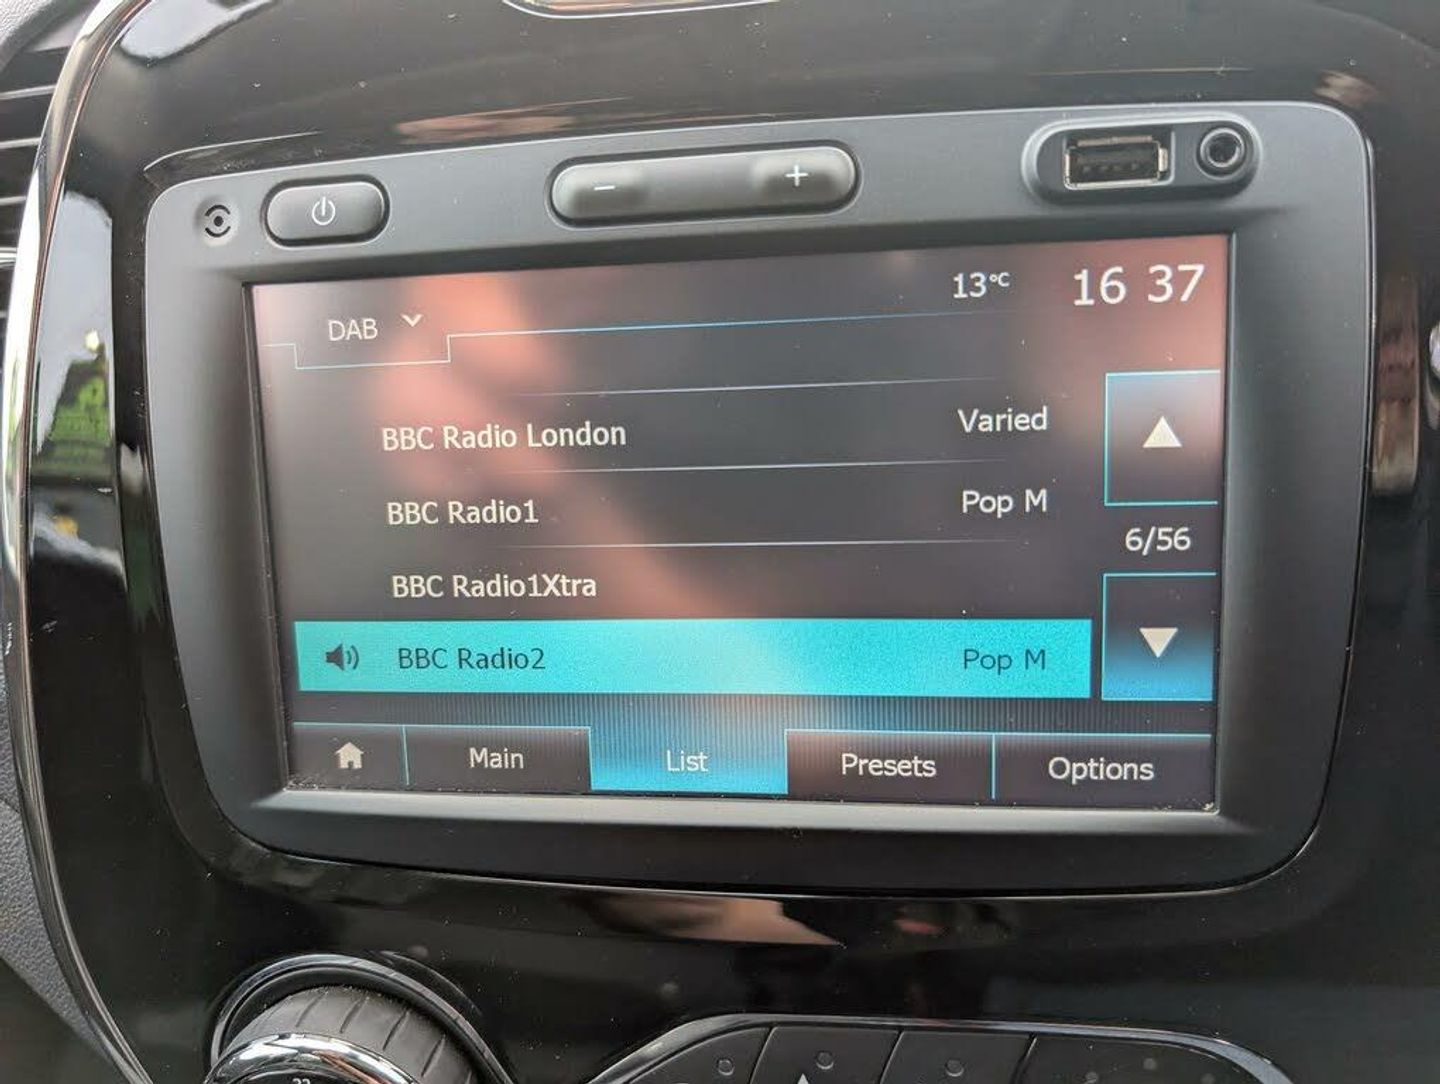 13°C 16 37
DAB
BBC Radio London Varied
BBC Radio1 Pop M
6/56
BBC Radio1Xtra
BBC Radio2 Pop M
Main List Presets Options